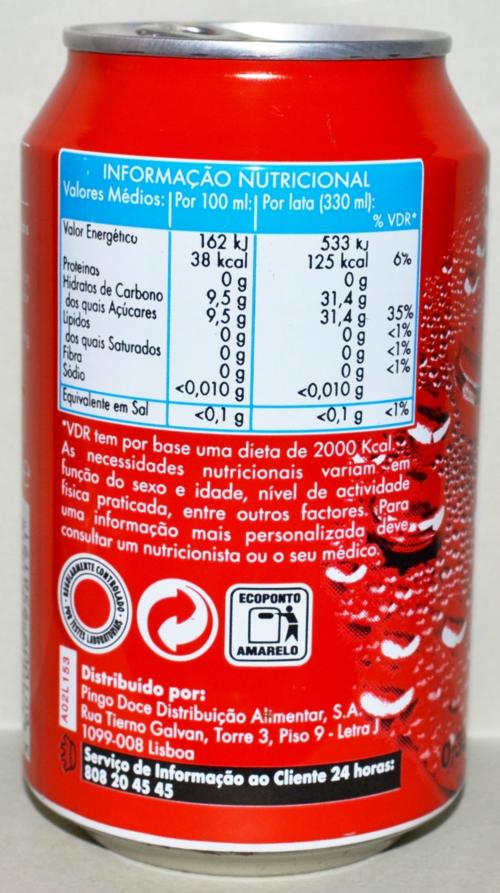 INFORMAÇÃO NUTRICIONAL
Valores Médios: Por 100 ml: Por lata (330 ml):
% VDR*
Valor Energético 162 kJ 533 kJ
38 kcal 125 kcal 6%
Proteinas 0 g 0 g
Hidratos de Carbono 9,5 g 31,4 g
dos quais Açúcares 9,5 g 31,4 g 35%
Lípidos 0 g 0 g <1%
dos quais Saturados 0 g 0 g <1%
Fibra 0 g 0 g <1%
Sódio <0,010 g <0,010 g
Equivalente em Sal <0,1 g <0,1 g <1%
*VDR tem por base uma dieta de 2000 Kcal.
As necessidades nutricionais variam em
função do sexo e idade, nível de actividade
física praticada, entre outros factores. Para
uma informação mais personalizada deve
consultar um nutricionista ou o seu médico.
REGULARMENTE CONTROLADO
POR TESTES LABORATORIAIS
ECOPONTO
AMARELO
A02L153
Distribuído por:
Pingo Doce Distribuição Alimentar, S.A.
Rua Tierno Galvan, Torre 3, Piso 9 - Letra J
1099-008 Lisboa
Serviço de Informação ao Cliente 24 horas:
808 20 45 45